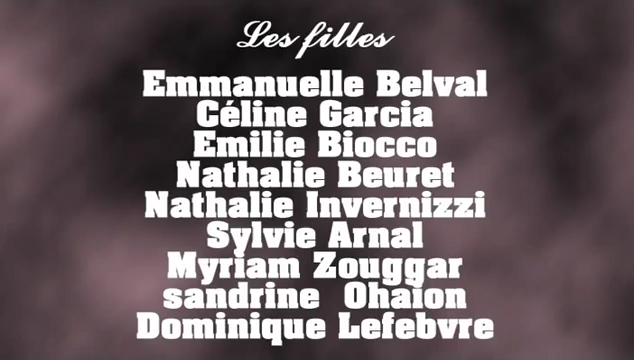 Les filles
Emmanuelle Belval
Céline Garcia
Emilie Biocco
Nathalie Beuret
Nathalie Invernizzi
Sylvie Arnal
Myriam Zouggar
sandrine  Ohaion
Dominique Lefebvre